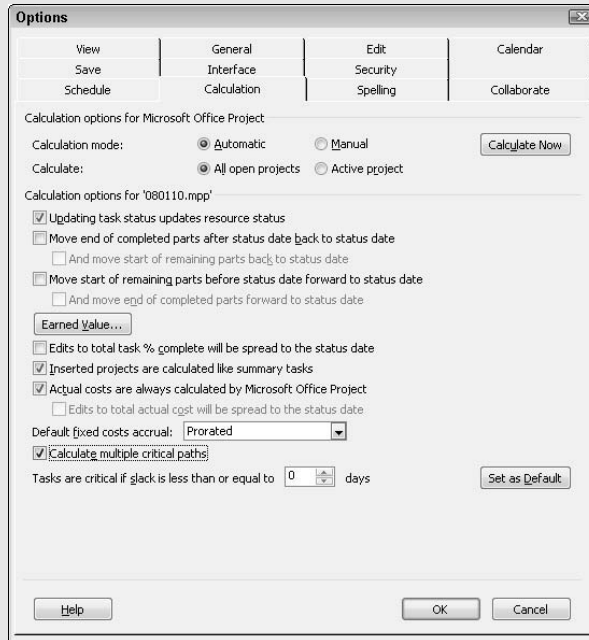 Options
View General Edit Calendar
Save Interface Security
Schedule Calculation Spelling Collaborate
Calculation options for Microsoft Office Project
Calculation mode: Automatic Manual Calculate Now
Calculate: All open projects Active project
Calculation options for '080110.mpp'
Updating task status updates resource status
Move end of completed parts after status date back to status date
And move start of remaining parts back to status date
Move start of remaining parts before status date forward to status date
And move end of completed parts forward to status date
Earned Value...
Edits to total task % complete will be spread to the status date
Inserted projects are calculated like summary tasks
Actual costs are always calculated by Microsoft Office Project
Edits to total actual cost will be spread to the status date
Default fixed costs accrual: Prorated
Calculate multiple critical paths
Tasks are critical if slack is less than or equal to 0 days Set as Default
Help OK Cancel